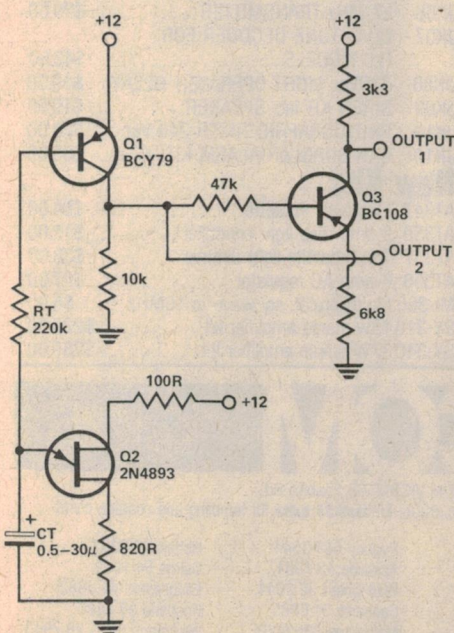 +12
+12
3k3
Q1
BCY79
OUTPUT
1
47k
Q3
BC108
OUTPUT
2
10k
RT
220k
6k8
100R
+12
Q2
2N4893
+
CT
0.5–30µ
820R